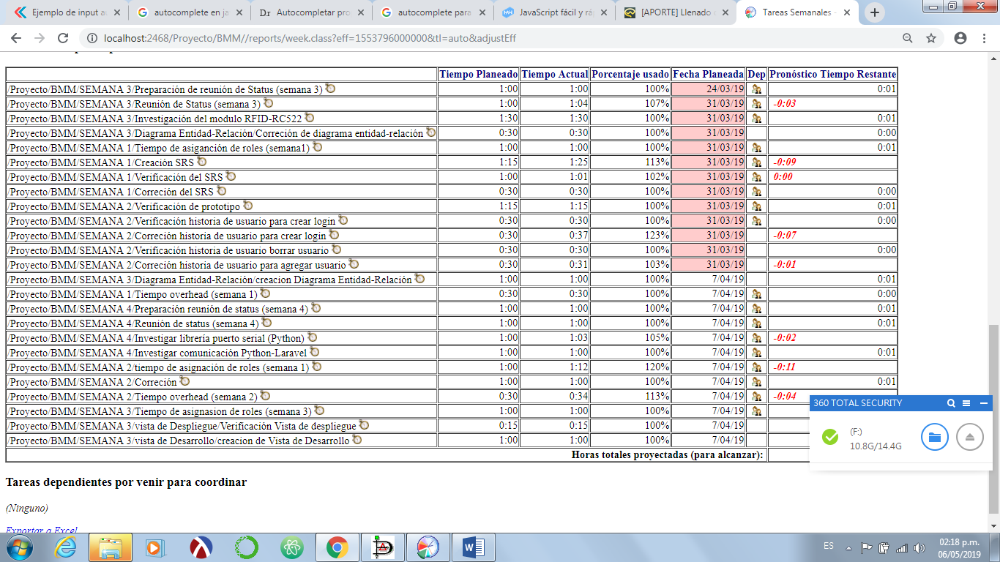 Ejemplo de input au
autocomplete en ja
Dr Autocompletar pro
autocomplete para
JavaScript fácil y rá
[APORTE] Llenado d
Tareas Semanales -
localhost:2468/Proyecto/BMM//reports/week.class?eff=1553796000000&tl=auto&adjustEff
Tiempo Planeado Tiempo Actual Porcentaje usado Fecha Planeada Dep Pronóstico Tiempo Restante
/Proyecto/BMM/SEMANA 3/Preparación de reunión de Status (semana 3) 1:00 1:00 100% 24/03/19 0:01
/Proyecto/BMM/SEMANA 3/Reunión de Status (semana 3) 1:00 1:04 107% 31/03/19 -0:03
/Proyecto/BMM/SEMANA 3/Investigación del modulo RFID-RC522 1:30 1:30 100% 31/03/19 0:01
/Proyecto/BMM/SEMANA 3/Diagrama Entidad-Relación/Correción de diagrama entidad-relación 0:30 0:30 100% 31/03/19 0:00
/Proyecto/BMM/SEMANA 1/Tiempo de asiganción de roles (semana1) 1:00 1:00 100% 31/03/19 0:01
/Proyecto/BMM/SEMANA 1/Creación SRS 1:15 1:25 113% 31/03/19 -0:09
/Proyecto/BMM/SEMANA 1/Verificación del SRS 1:00 1:01 102% 31/03/19 0:00
/Proyecto/BMM/SEMANA 1/Correción del SRS 0:30 0:30 100% 31/03/19 0:00
/Proyecto/BMM/SEMANA 2/Verificación de prototipo 1:15 1:15 100% 31/03/19 0:01
/Proyecto/BMM/SEMANA 2/Verificación historia de usuario para crear login 0:30 0:30 100% 31/03/19 0:00
/Proyecto/BMM/SEMANA 2/Correción historia de usuario para crear login 0:30 0:37 123% 31/03/19 -0:07
/Proyecto/BMM/SEMANA 2/Verificación historia de usuario borrar usuario 0:30 0:30 100% 31/03/19 0:00
/Proyecto/BMM/SEMANA 2/Correción historia de usuario para agregar usuario 0:30 0:31 103% 31/03/19 -0:01
/Proyecto/BMM/SEMANA 3/Diagrama Entidad-Relación/creacion Diagrama Entidad-Relación 1:00 1:00 100% 7/04/19 0:01
/Proyecto/BMM/SEMANA 1/Tiempo overhead (semana 1) 0:30 0:30 100% 7/04/19 0:00
/Proyecto/BMM/SEMANA 4/Preparación reunión de status (semana 4) 1:00 1:00 100% 7/04/19 0:01
/Proyecto/BMM/SEMANA 4/Reunión de status (semana 4) 1:00 1:00 100% 7/04/19 0:01
/Proyecto/BMM/SEMANA 4/Investigar librería puerto serial (Python) 1:00 1:03 105% 7/04/19 -0:02
/Proyecto/BMM/SEMANA 4/Investigar comunicación Python-Laravel 1:00 1:00 100% 7/04/19 0:01
/Proyecto/BMM/SEMANA 2/tiempo de asignación de roles (semana 1) 1:00 1:12 120% 7/04/19 -0:11
/Proyecto/BMM/SEMANA 2/Correción 1:00 1:00 100% 7/04/19 0:01
/Proyecto/BMM/SEMANA 2/Tiempo overhead (semana 2) 0:30 0:34 113% 7/04/19 -0:04
/Proyecto/BMM/SEMANA 3/Tiempo de asignasion de roles (semana 3) 1:00 1:00 100% 7/04/19
/Proyecto/BMM/SEMANA 3/vista de Despliegue/Verificación Vista de despliegue 0:15 0:15 100% 7/04/19
/Proyecto/BMM/SEMANA 3/vista de Desarrollo/creacion de Vista de Desarrollo 1:00 1:00 100% 7/04/19
Horas totales proyectadas (para alcanzar):
360 TOTAL SECURITY
(F:)
10.8G/14.4G
Tareas dependientes por venir para coordinar
(Ninguno)
Exportar a Excel
ES
02:18 p.m.
06/05/2019